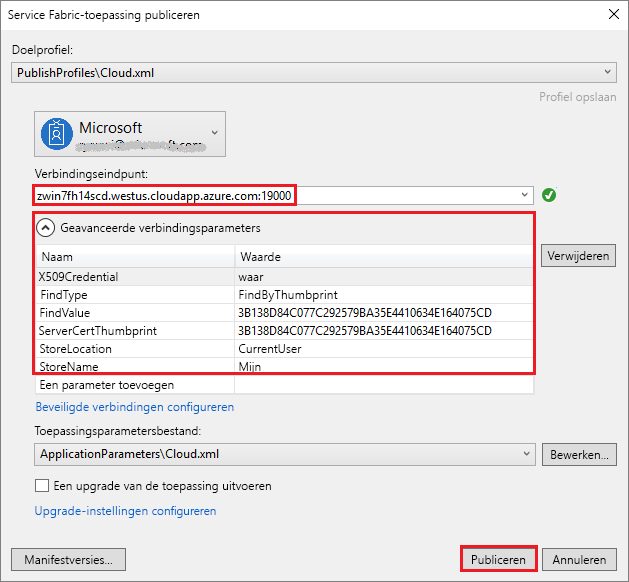 Service Fabric-toepassing publiceren
Doelprofiel:
PublishProfiles\Cloud.xml
Profiel opslaan
Microsoft
Verbindingseindpunt:
zwin7fh14scd.westus.cloudapp.azure.com:19000
Geavanceerde verbindingsparameters
Verwijderen
Naam Waarde
X509Credential waar
FindType FindByThumbprint
FindValue 3B138D84C077C292579BA35E4410634E164075CD
ServerCertThumbprint 3B138D84C077C292579BA35E4410634E164075CD
StoreLocation CurrentUser
StoreName Mijn
Een parameter toevoegen
Beveiligde verbindingen configureren
Toepassingsparametersbestand:
ApplicationParameters\Cloud.xml
Bewerken...
Een upgrade van de toepassing uitvoeren
Upgrade-instellingen configureren
Manifestversies... Publiceren Annuleren